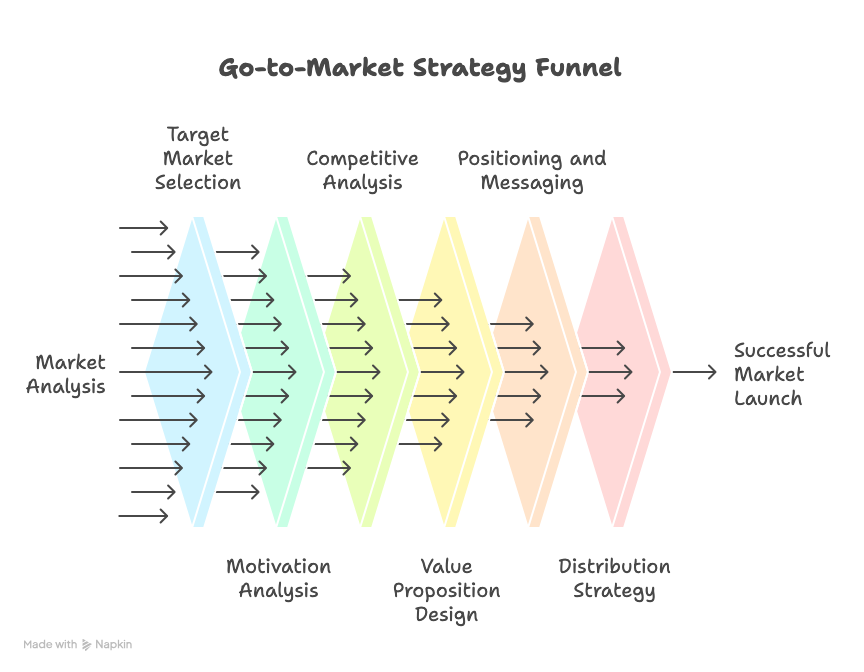 Go-to-Market Strategy Funnel
Target
Market
Selection
Competitive
Analysis
Positioning and
Messaging
Market
Analysis
Successful
Market
Launch
Motivation
Analysis
Value
Proposition
Design
Distribution
Strategy
Made with Napkin